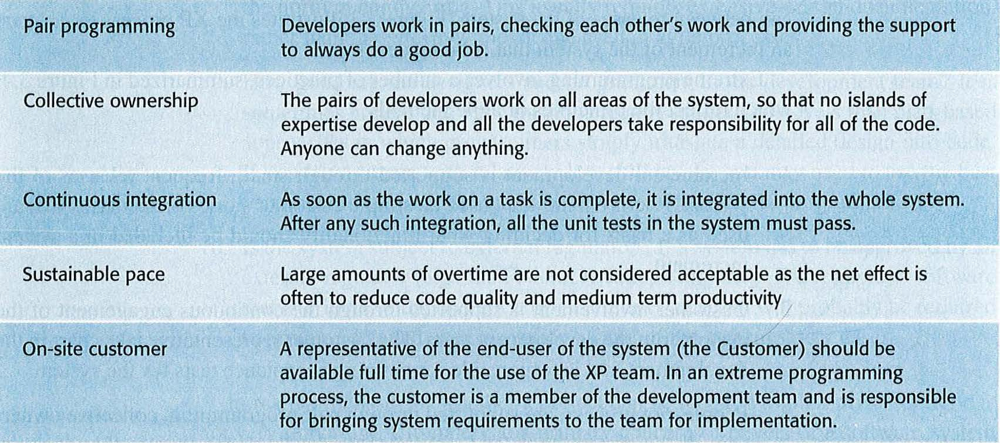 Pair programming
Developers work in pairs, checking each other's work and providing the support
to always do a good job.
Collective ownership
The pairs of developers work on all areas of the system, so that no islands of
expertise develop and all the developers take responsibility for all of the code.
Anyone can change anything.
Continuous integration
As soon as the work on a task is complete, it is integrated into the whole system.
After any such integration, all the unit tests in the system must pass.
Sustainable pace
Large amounts of overtime are not considered acceptable as the net effect is
often to reduce code quality and medium term productivity
On-site customer
A representative of the end-user of the system (the Customer) should be
available full time for the use of the XP team. In an extreme programming
process, the customer is a member of the development team and is responsible
for bringing system requirements to the team for implementation.